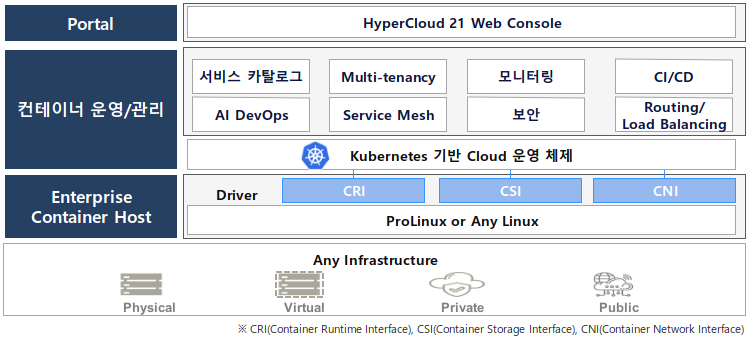 Portal
HyperCloud 21 Web Console
컨테이너 운영/관리
서비스 카탈로그
Multi-tenancy
모니터링
CI/CD
AI DevOps
Service Mesh
보안
Routing/
Load Balancing
Kubernetes 기반 Cloud 운영 체제
Enterprise
Container Host
Driver
CRI
CSI
CNI
ProLinux or Any Linux
Any Infrastructure
Physical
Virtual
Private
Public
※ CRI(Container Runtime Interface), CSI(Container Storage Interface), CNI(Container Network Interface)